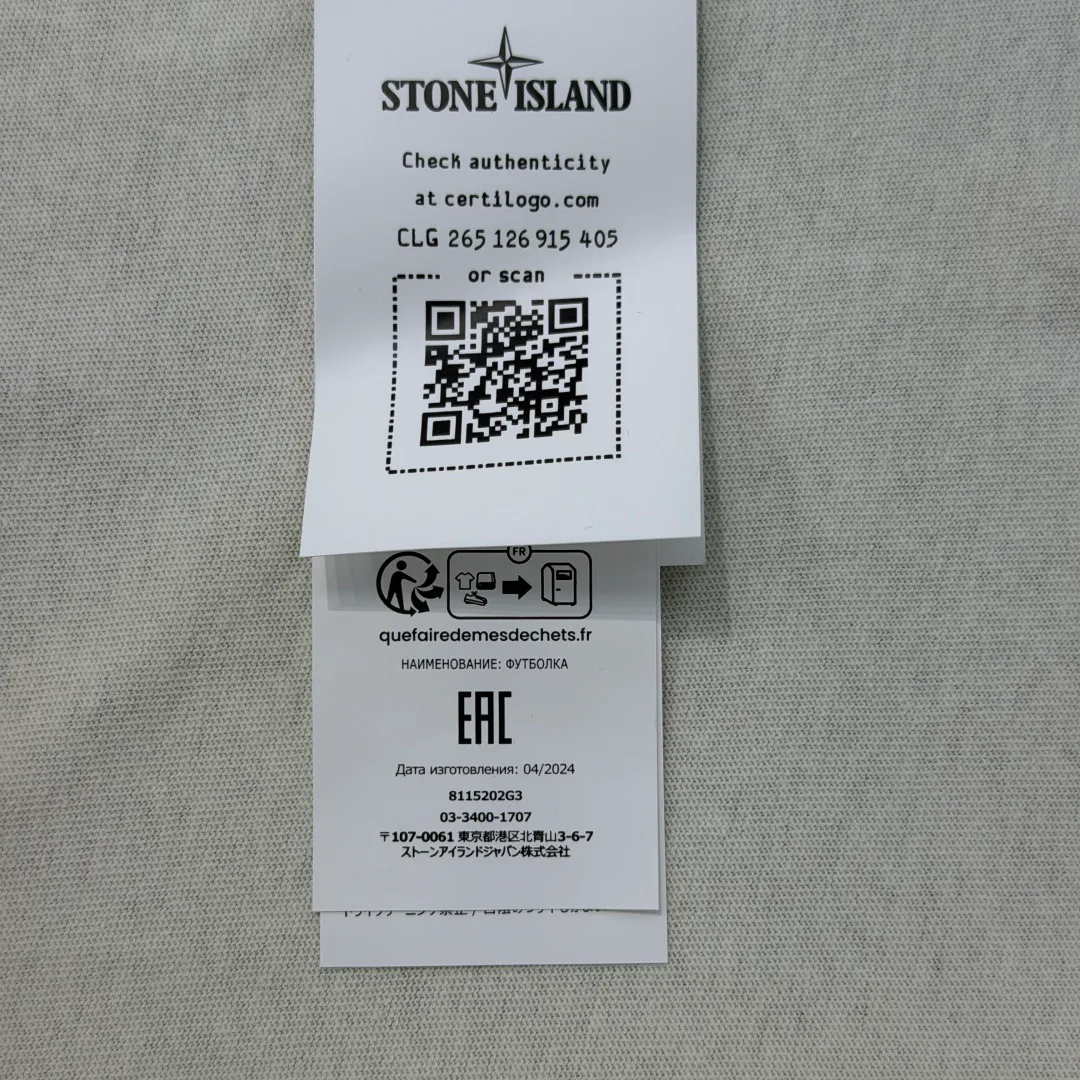 STONE ISLAND
Check authenticity
at certilogo.com
CLG 265 126 915 405
or scan
FR
quefairedemesdechets.fr
НАИМЕНОВАНИЕ: ФУТБОЛКА
EAC
Дата изготовления: 04/2024
8115202G3
03-3400-1707
〒107-0061 東京都港区北青山3-6-7
ストーンアイランドジャパン株式会社